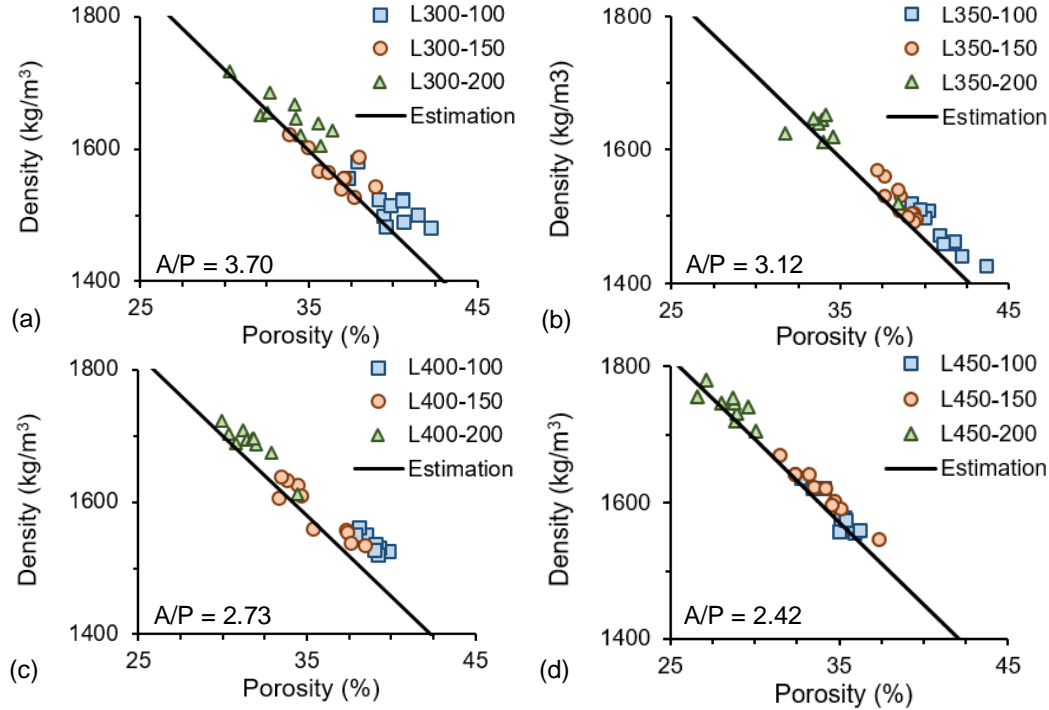 1800
1600
1400
25
35
45
Density (kg/m³)
Porosity (%)
L300-100
L300-150
L300-200
Estimation
A/P = 3.70
(a)
1800
1600
1400
25
35
45
Density (kg/m3)
Porosity (%)
L350-100
L350-150
L350-200
Estimation
A/P = 3.12
(b)
1800
1600
1400
25
35
45
Density (kg/m³)
Porosity (%)
L400-100
L400-150
L400-200
Estimation
A/P = 2.73
(c)
1800
1600
1400
25
35
45
Density (kg/m³)
Porosity (%)
L450-100
L450-150
L450-200
Estimation
A/P = 2.42
(d)